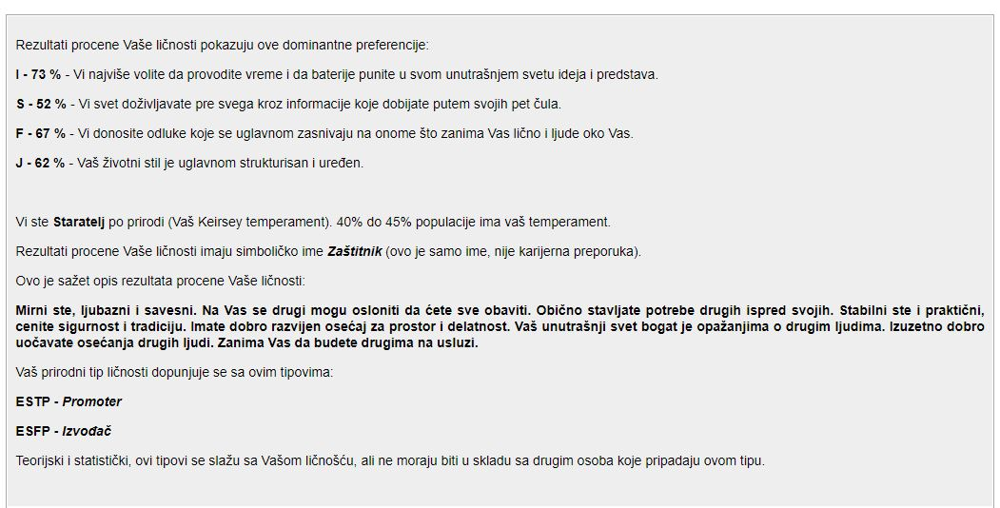 Rezultati procene Vaše ličnosti pokazuju ove dominantne preferencije:
I - 73 % - Vi najviše volite da provodite vreme i da baterije punite u svom unutrašnjem svetu ideja i predstava.
S - 52 % - Vi svet doživljavate pre svega kroz informacije koje dobijate putem svojih pet čula.
F - 67 % - Vi donosite odluke koje se uglavnom zasnivaju na onome što zanima Vas lično i ljude oko Vas.
J - 62 % - Vaš životni stil je uglavnom strukturisan i uređen.
Vi ste Staratelj po prirodi (Vaš Keirsey temperament). 40% do 45% populacije ima vaš temperament.
Rezultati procene Vaše ličnosti imaju simboličko ime Zaštitnik (ovo je samo ime, nije karijerna preporuka).
Ovo je sažet opis rezultata procene Vaše ličnosti:
Mirni ste, ljubazni i savesni. Na Vas se drugi mogu osloniti da ćete sve obaviti. Obično stavljate potrebe drugih ispred svojih. Stabilni ste i praktični,
cenite sigurnost i tradiciju. Imate dobro razvijen osećaj za prostor i delatnost. Vaš unutrašnji svet bogat je opažanjima o drugim ljudima. Izuzetno dobro
uočavate osećanja drugih ljudi. Zanima Vas da budete drugima na usluzi.
Vaš prirodni tip ličnosti dopunjuje se sa ovim tipovima:
ESTP - Promoter
ESFP - Izvođač
Teorijski i statistički, ovi tipovi se slažu sa Vašom ličnošću, ali ne moraju biti u skladu sa drugim osoba koje pripadaju ovom tipu.